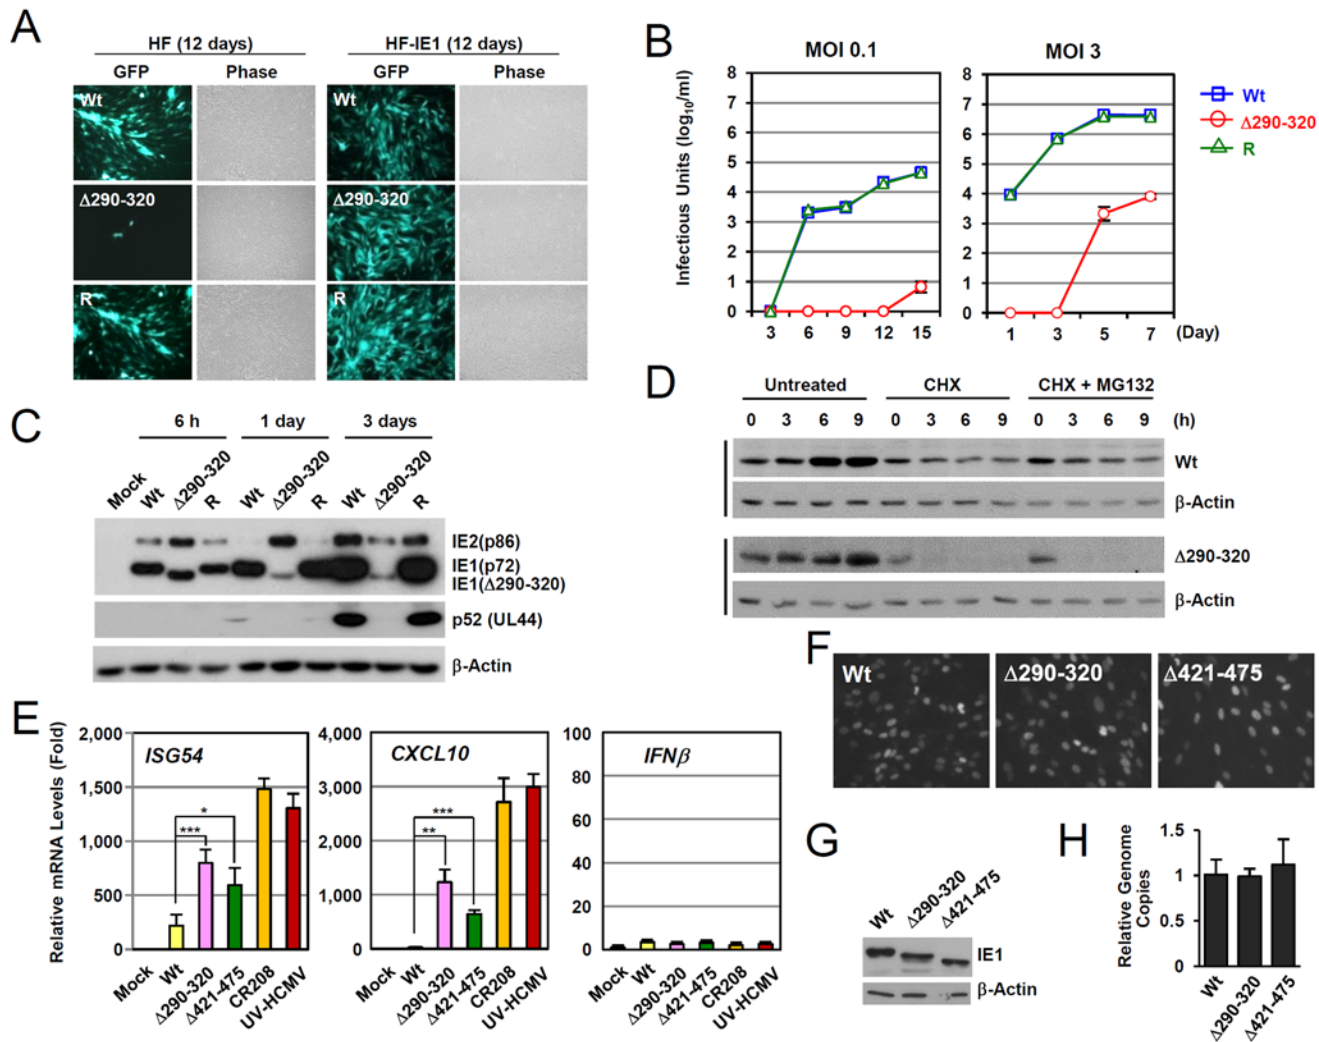 A
HF (12 days)
HF-IE1 (12 days)
GFP
Phase
GFP
Phase
Wt
Wt
Δ290-320
Δ290-320
R
R
B
MOI 0.1
MOI 3
Infectious Units (log10/ml)
8
7
6
5
4
3
2
1
0
3
6
9
12
15
8
7
6
5
4
3
2
1
0
1
3
5
7
(Day)
Wt
Δ290-320
R
C
6 h
1 day
3 days
Mock
Wt
Δ290-320
R
Wt
Δ290-320
R
Wt
Δ290-320
R
IE2(p86)
IE1(p72)
IE1(Δ290-320)
p52 (UL44)
β-Actin
D
Untreated
CHX
CHX + MG132
0 3 6 9 0 3 6 9 0 3 6 9 (h)
Wt
β-Actin
Δ290-320
β-Actin
E
Relative mRNA Levels (Fold)
2,000
1,500
1,000
500
0
ISG54
*
***
Mock
Wt
Δ290-320
Δ421-475
CR208
UV-HCMV
4,000
3,000
2,000
1,000
0
CXCL10
***
**
Mock
Wt
Δ290-320
Δ421-475
CR208
UV-HCMV
100
80
60
40
20
0
IFNβ
Mock
Wt
Δ290-320
Δ421-475
CR208
UV-HCMV
F
Wt
Δ290-320
Δ421-475
G
Wt
Δ290-320
Δ421-475
IE1
β-Actin
H
Relative Genome
Copies
1.5
1
0.5
0
Wt
Δ290-320
Δ421-475